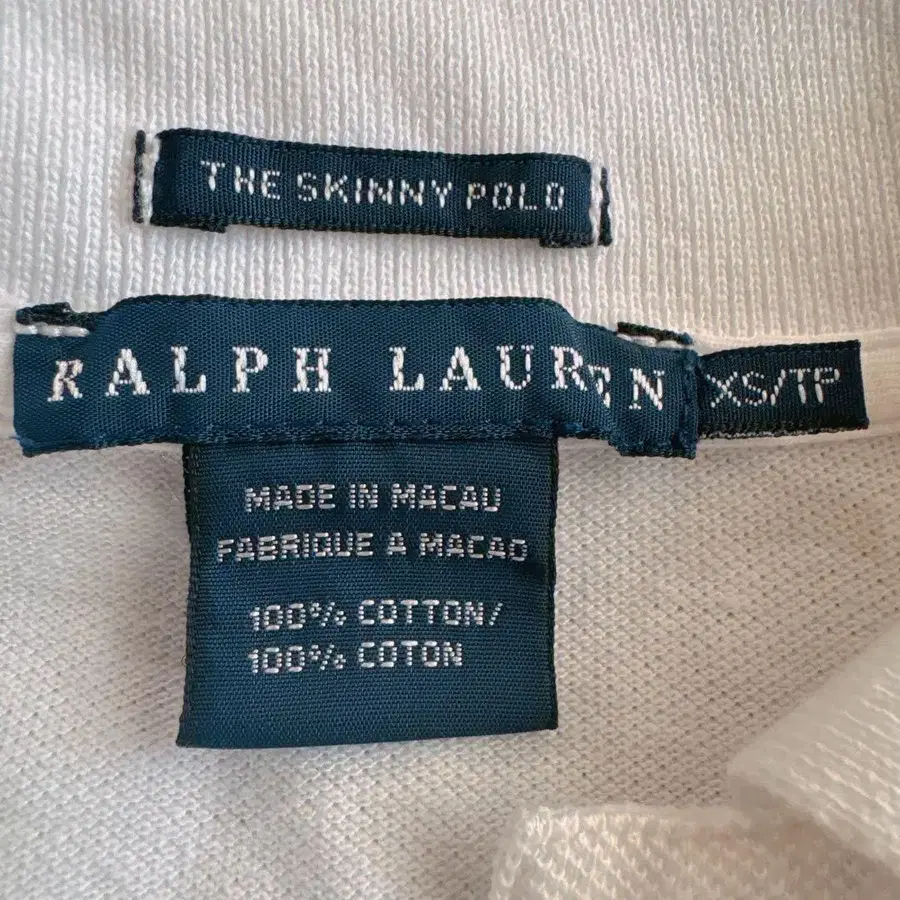 THE SKINNY POLO
RALPH LAUREN XS/TP
MADE IN MACAU
FABRIQUE A MACAO
100% COTTON/
100% COTON